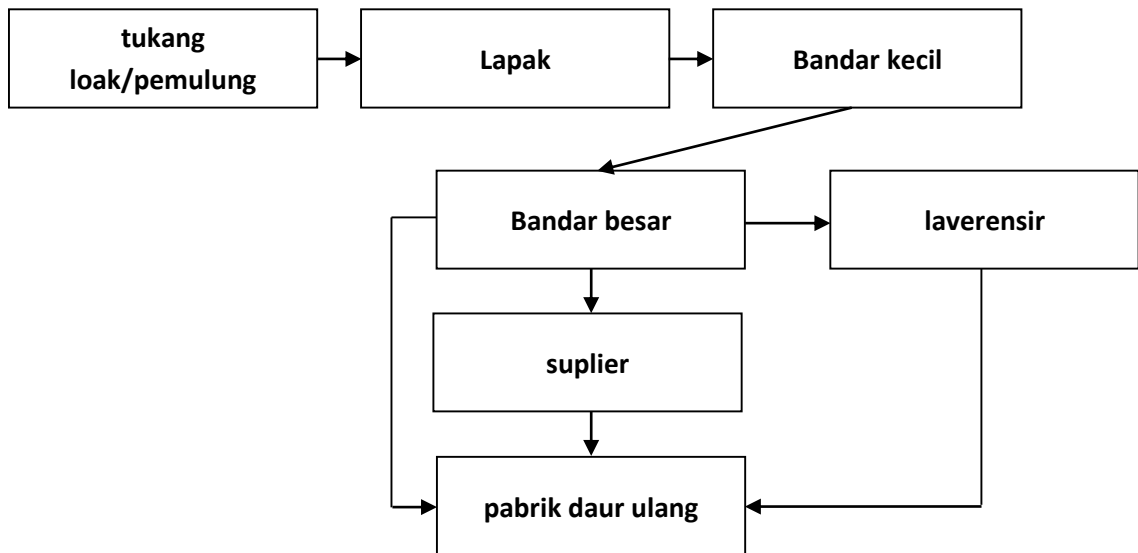 tukang
loak/pemulung
Lapak
Bandar kecil
Bandar besar
laverensir
suplier
pabrik daur ulang